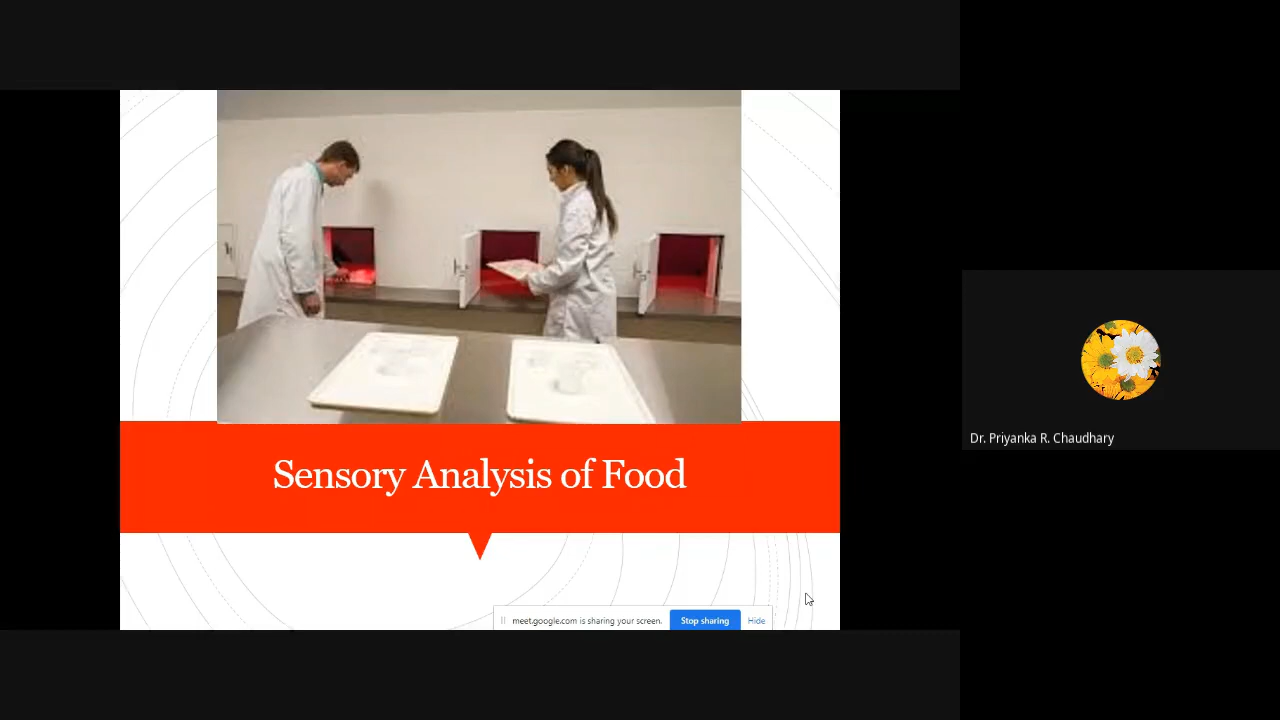 Sensory Analysis of Food
meet.google.com is sharing your screen.
Stop sharing
Hide
Dr. Priyanka R. Chaudhary